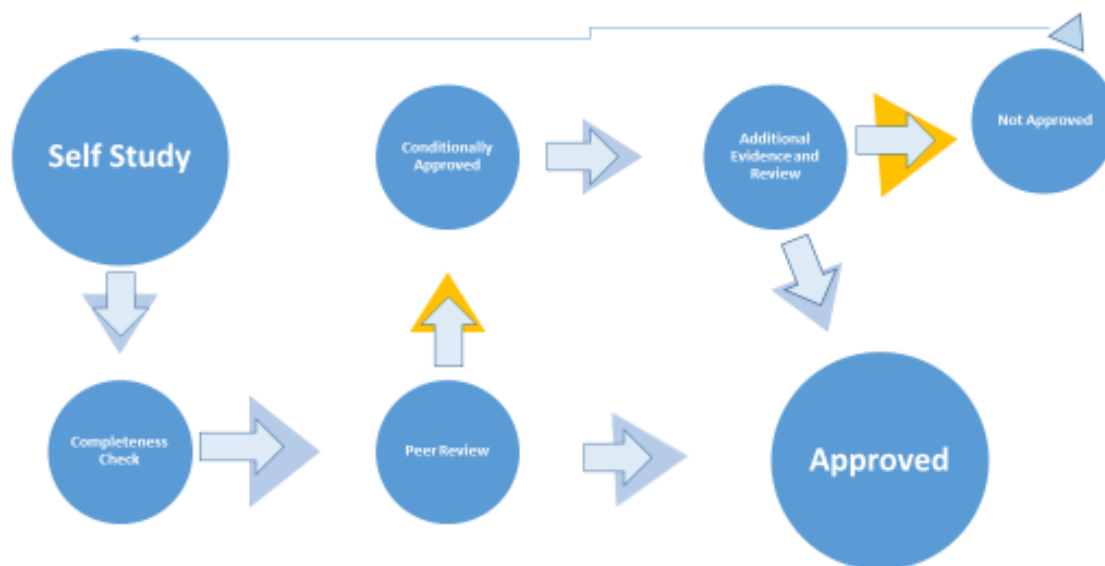 Self Study
Conditionally
Approved
Additional
Evidence and
Review
Not Approved
Completeness
Check
Peer Review
Approved